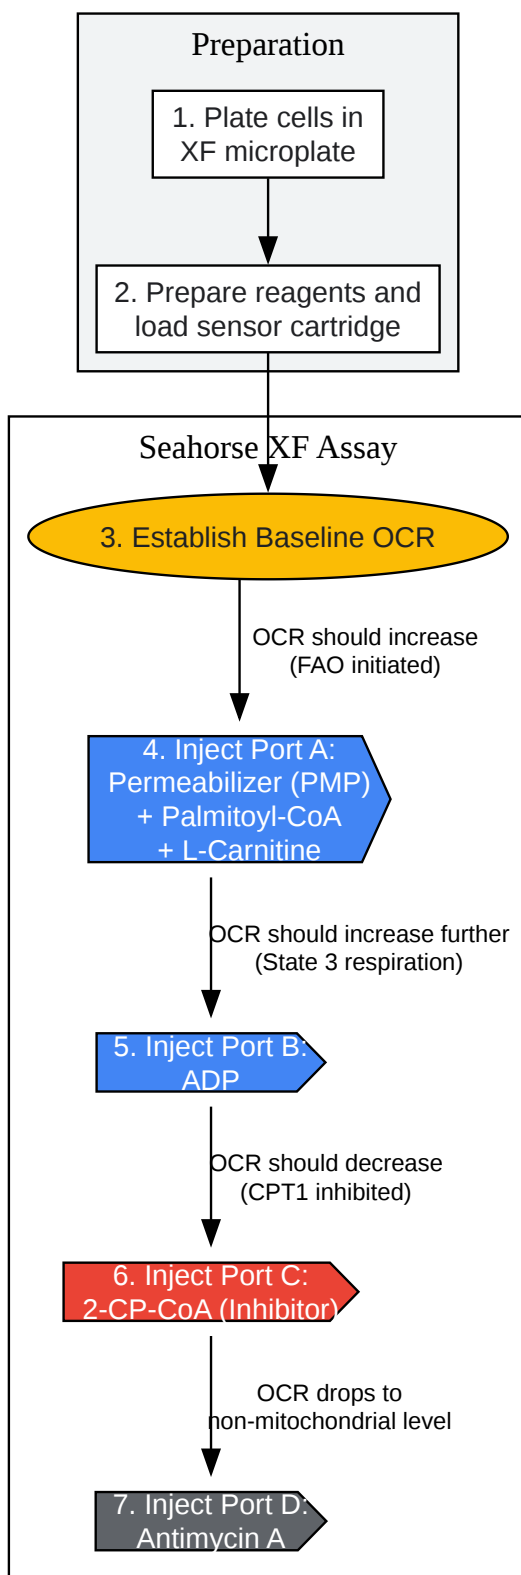 Preparation
1. Plate cells in
XF microplate
2. Prepare reagents and
load sensor cartridge
Seahorse XF Assay
3. Establish Baseline OCR
OCR should increase
(FAO initiated)
4. Inject Port A:
Permeabilizer (PMP)
+ Palmitoyl-CoA
+ L-Carnitine
OCR should increase further
(State 3 respiration)
5. Inject Port B:
ADP
OCR should decrease
(CPT1 inhibited)
6. Inject Port C:
2-CP-CoA (Inhibitor)
OCR drops to
non-mitochondrial level
7. Inject Port D:
Antimycin A